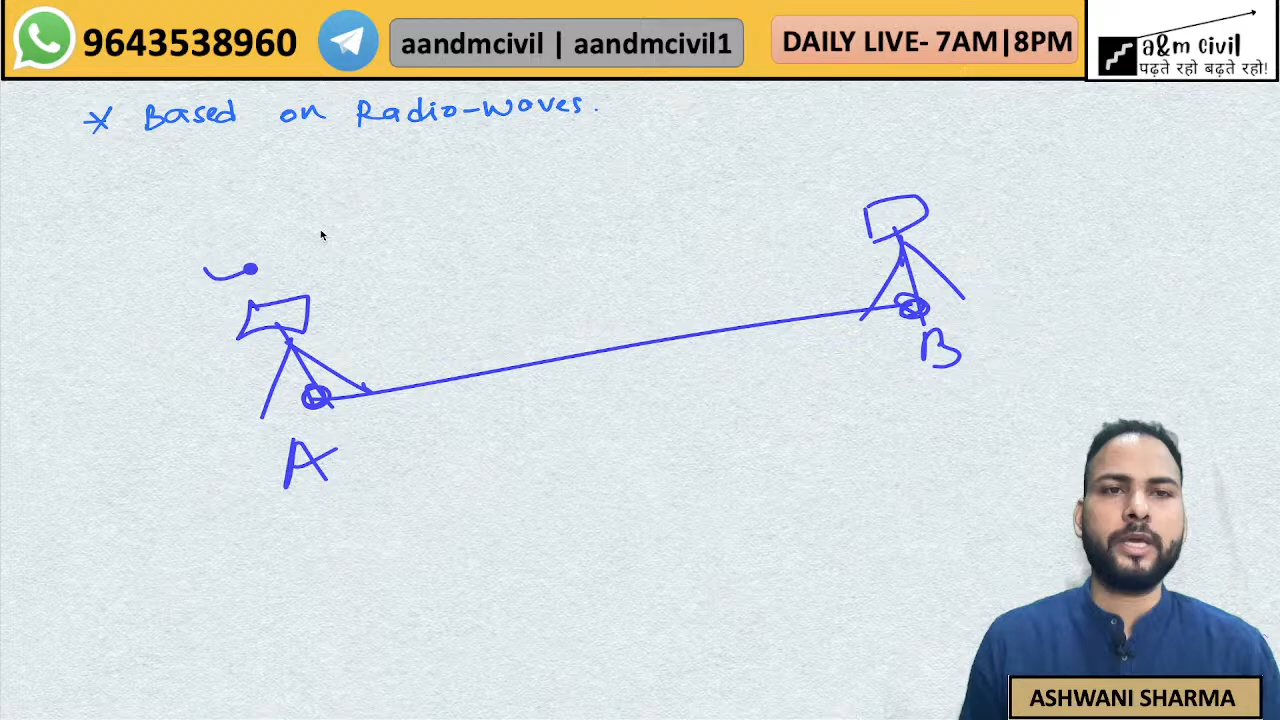 9643538960
aandmcivil | aandmcivil1
DAILY LIVE- 7AM|8PM
a&m civil
पढ़ते रहो बढ़ते रहो!
* Based on Radio-waves.
A
B
ASHWANI SHARMA